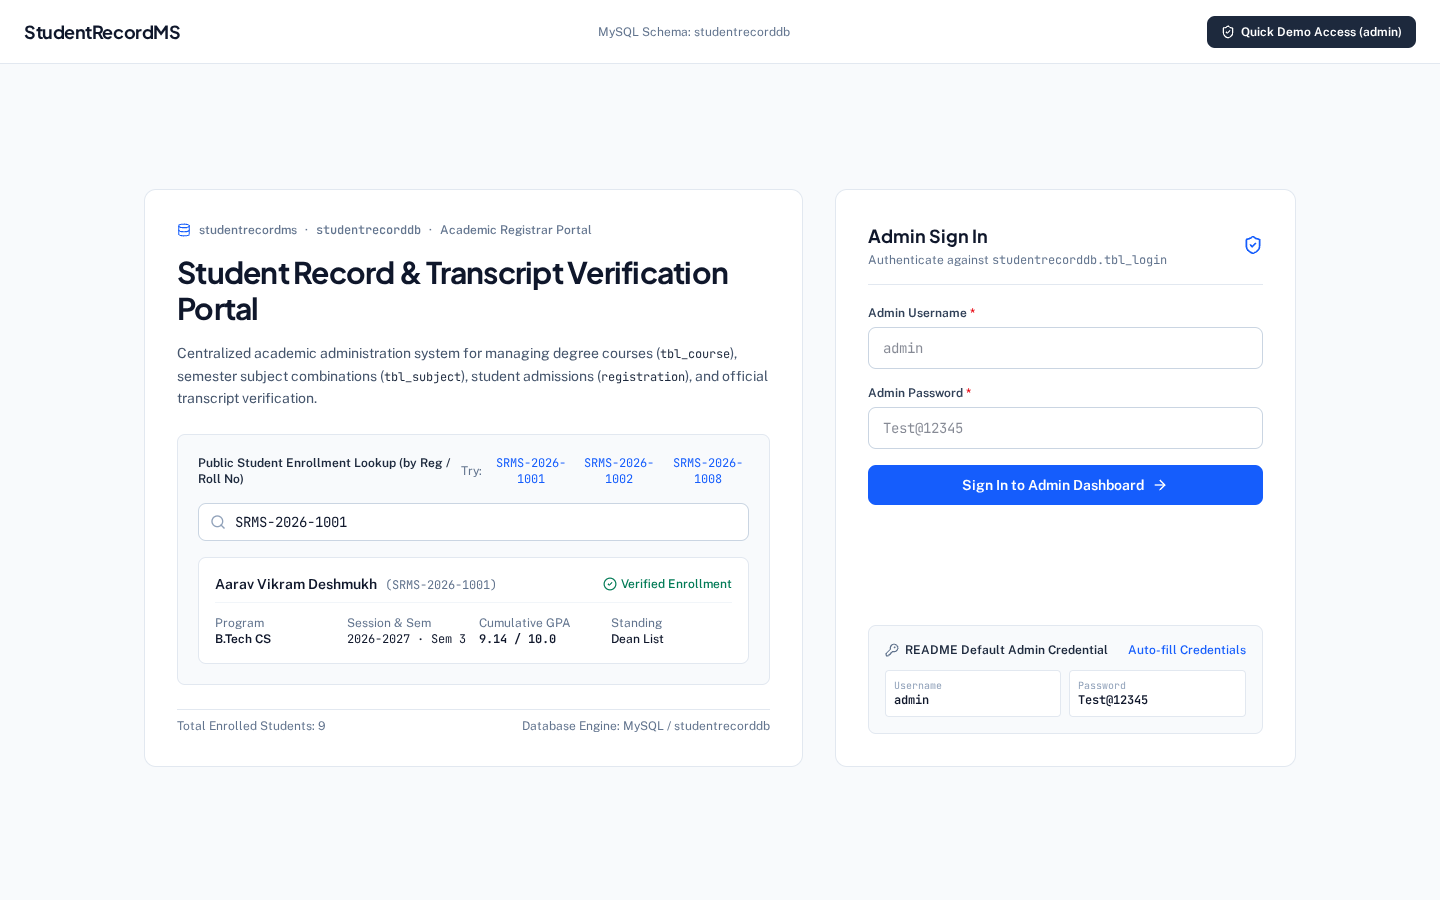 StudentRecordMS
MySQL Schema: studentrecorddb
Quick Demo Access (admin)
studentrecordms · studentrecorddb · Academic Registrar Portal
Student Record & Transcript Verification
Portal
Centralized academic administration system for managing degree courses (tbl_course),
semester subject combinations (tbl_subject), student admissions (registration), and official
transcript verification.
Public Student Enrollment Lookup (by Reg /
Roll No)
Try:
SRMS-2026-
1001
SRMS-2026-
1002
SRMS-2026-
1008
SRMS-2026-1001
Aarav Vikram Deshmukh (SRMS-2026-1001)
Verified Enrollment
Program
B.Tech CS
Session & Sem
2026-2027 · Sem 3
Cumulative GPA
9.14 / 10.0
Standing
Dean List
Total Enrolled Students: 9
Database Engine: MySQL / studentrecorddb
Admin Sign In
Authenticate against studentrecorddb.tbl_login
Admin Username *
admin
Admin Password *
Test@12345
Sign In to Admin Dashboard
README Default Admin Credential
Auto-fill Credentials
Username
admin
Password
Test@12345